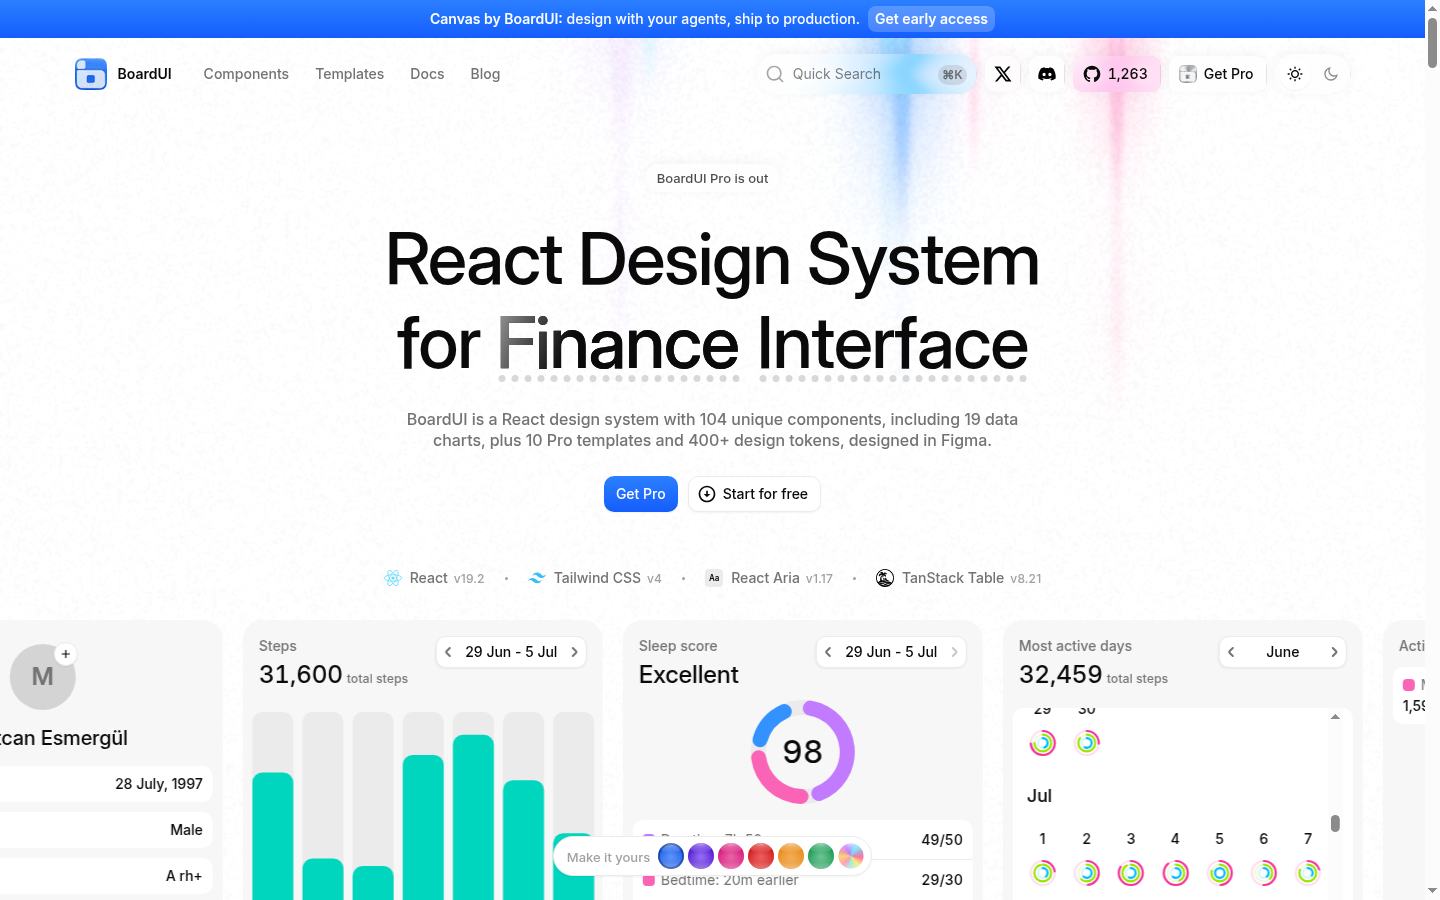 Canvas by BoardUI: design with your agents, ship to production. Get early access
BoardUI Components Templates Docs Blog Quick Search ⌘K 1,263 Get Pro
BoardUI Pro is out
React Design System
for Finance Interface
BoardUI is a React design system with 104 unique components, including 19 data
charts, plus 10 Pro templates and 400+ design tokens, designed in Figma.
Get Pro Start for free
React v19.2 • Tailwind CSS v4 • Aa React Aria v1.17 • TanStack Table v8.21
M +
can Esmergül
28 July, 1997
Male
A rh+
Steps
31,600 total steps
29 Jun - 5 Jul
Sleep score
Excellent
29 Jun - 5 Jul
98
49/50
Bedtime: 20m earlier 29/30
Most active days
32,459 total steps
June
29 30
Jul
1 2 3 4 5 6 7
Acti
1,59
Make it yours